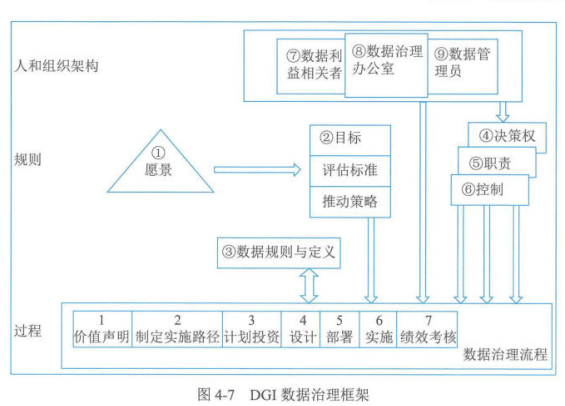 人和组织架构
⑦数据利
益相关者
⑧数据治理
办公室
⑨数据管
理员
规则
①
愿景
②目标
评估标准
推动策略
④决策权
⑤职责
⑥控制
③数据规则与定义
过程
1
价值声明
2
制定实施路径
3
计划投资
4
设计
5
部署
6
实施
7
绩效考核
数据治理流程
图 4-7 DGI 数据治理框架